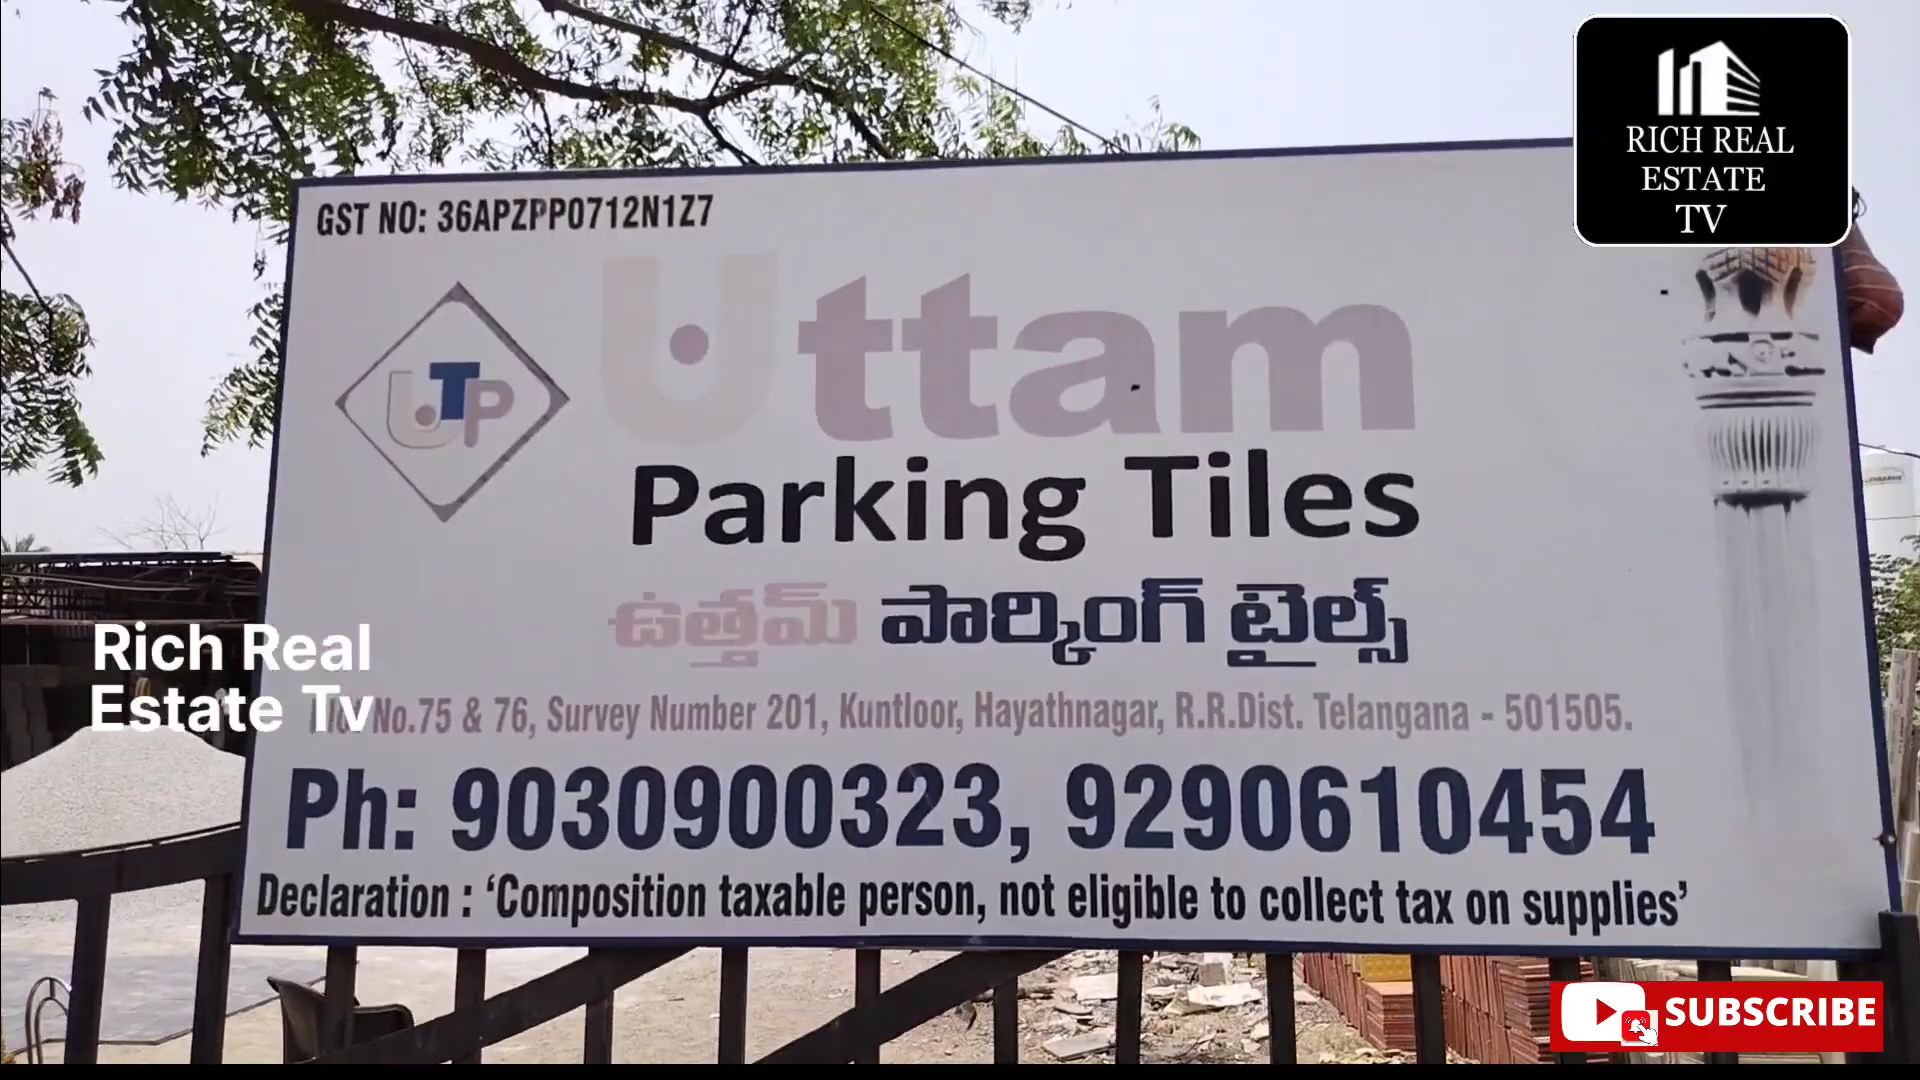 RICH REAL
ESTATE
TV
GST NO: 36APZPP0712N1Z7
UTP
Uttam
Parking Tiles
ఉత్తమ్ పార్కింగ్ టైల్స్
Rich Real
Estate Tv
No.75 & 76, Survey Number 201, Kuntloor, Hayathnagar, R.R.Dist. Telangana - 501505.
Ph: 9030900323, 9290610454
Declaration : ‘Composition taxable person, not eligible to collect tax on supplies’
SUBSCRIBE